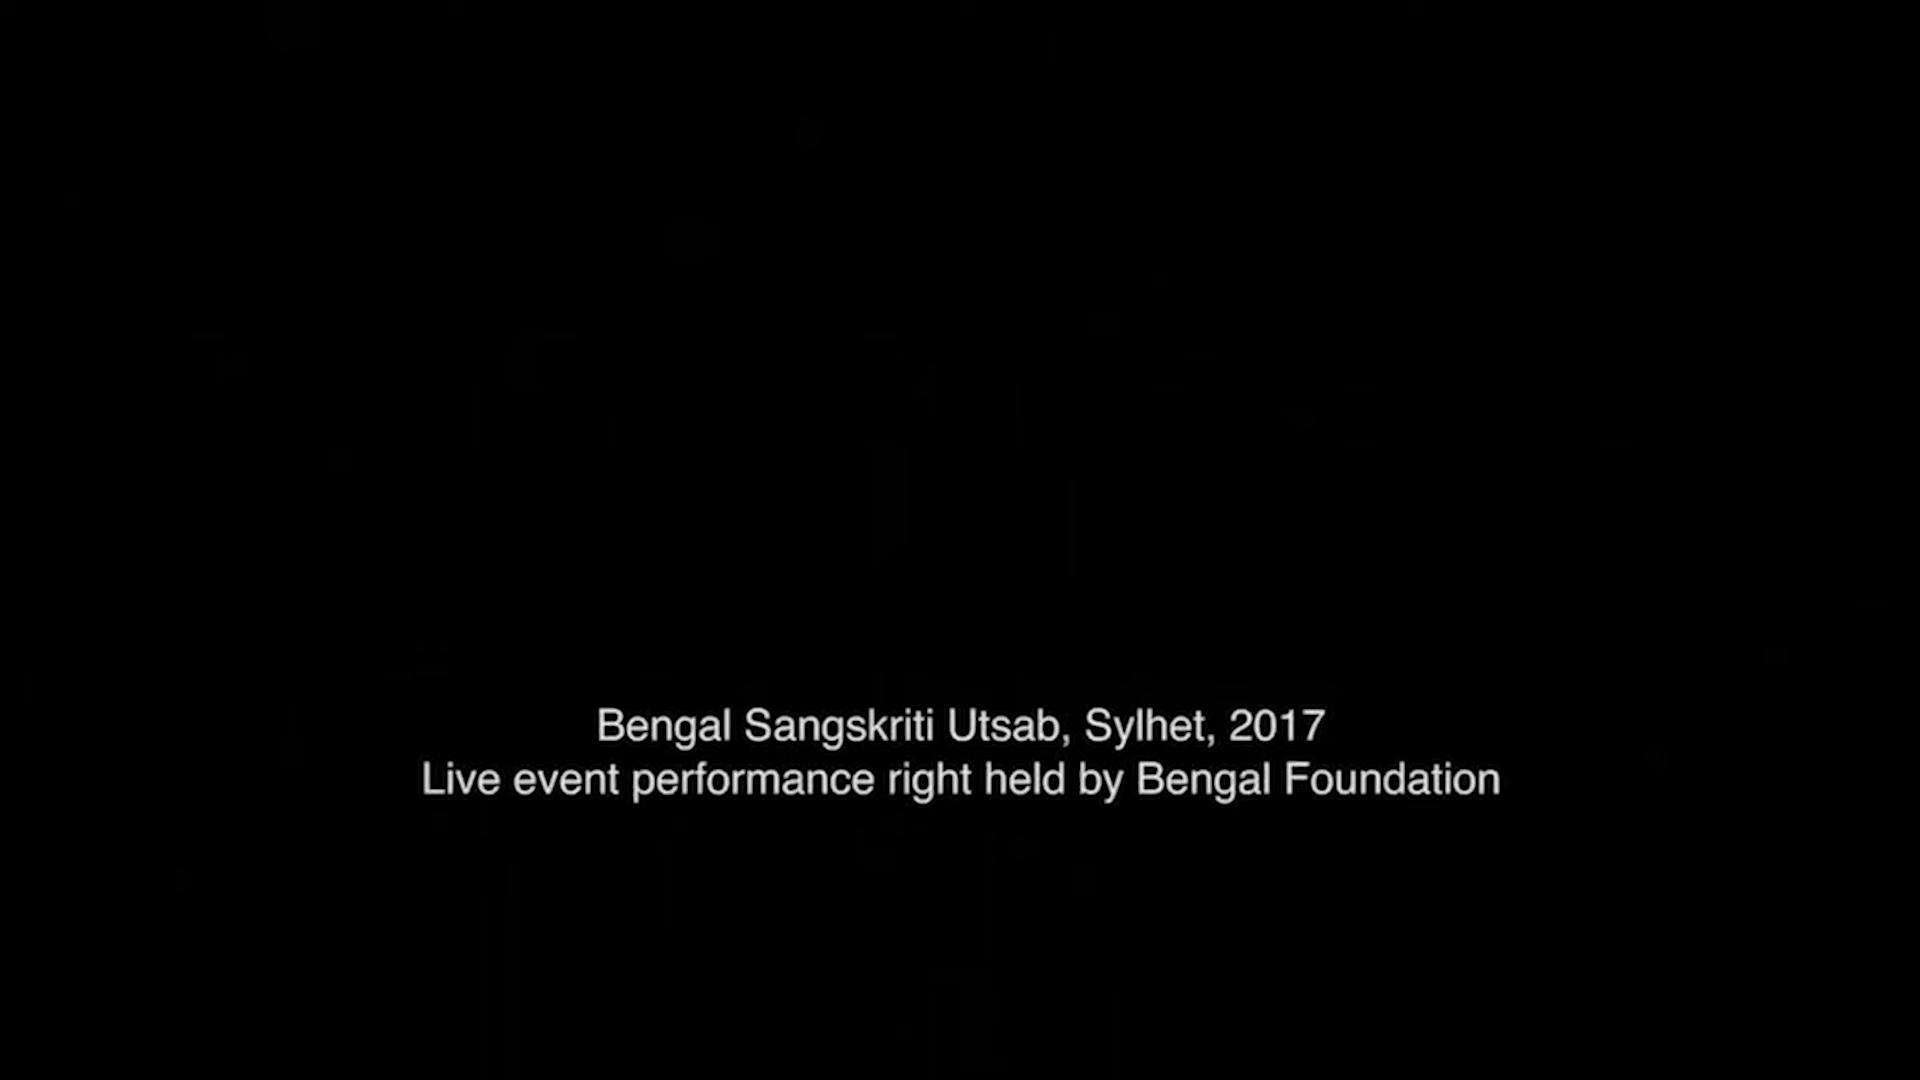 Bengal Sangskriti Utsab, Sylhet, 2017
Live event performance right held by Bengal Foundation